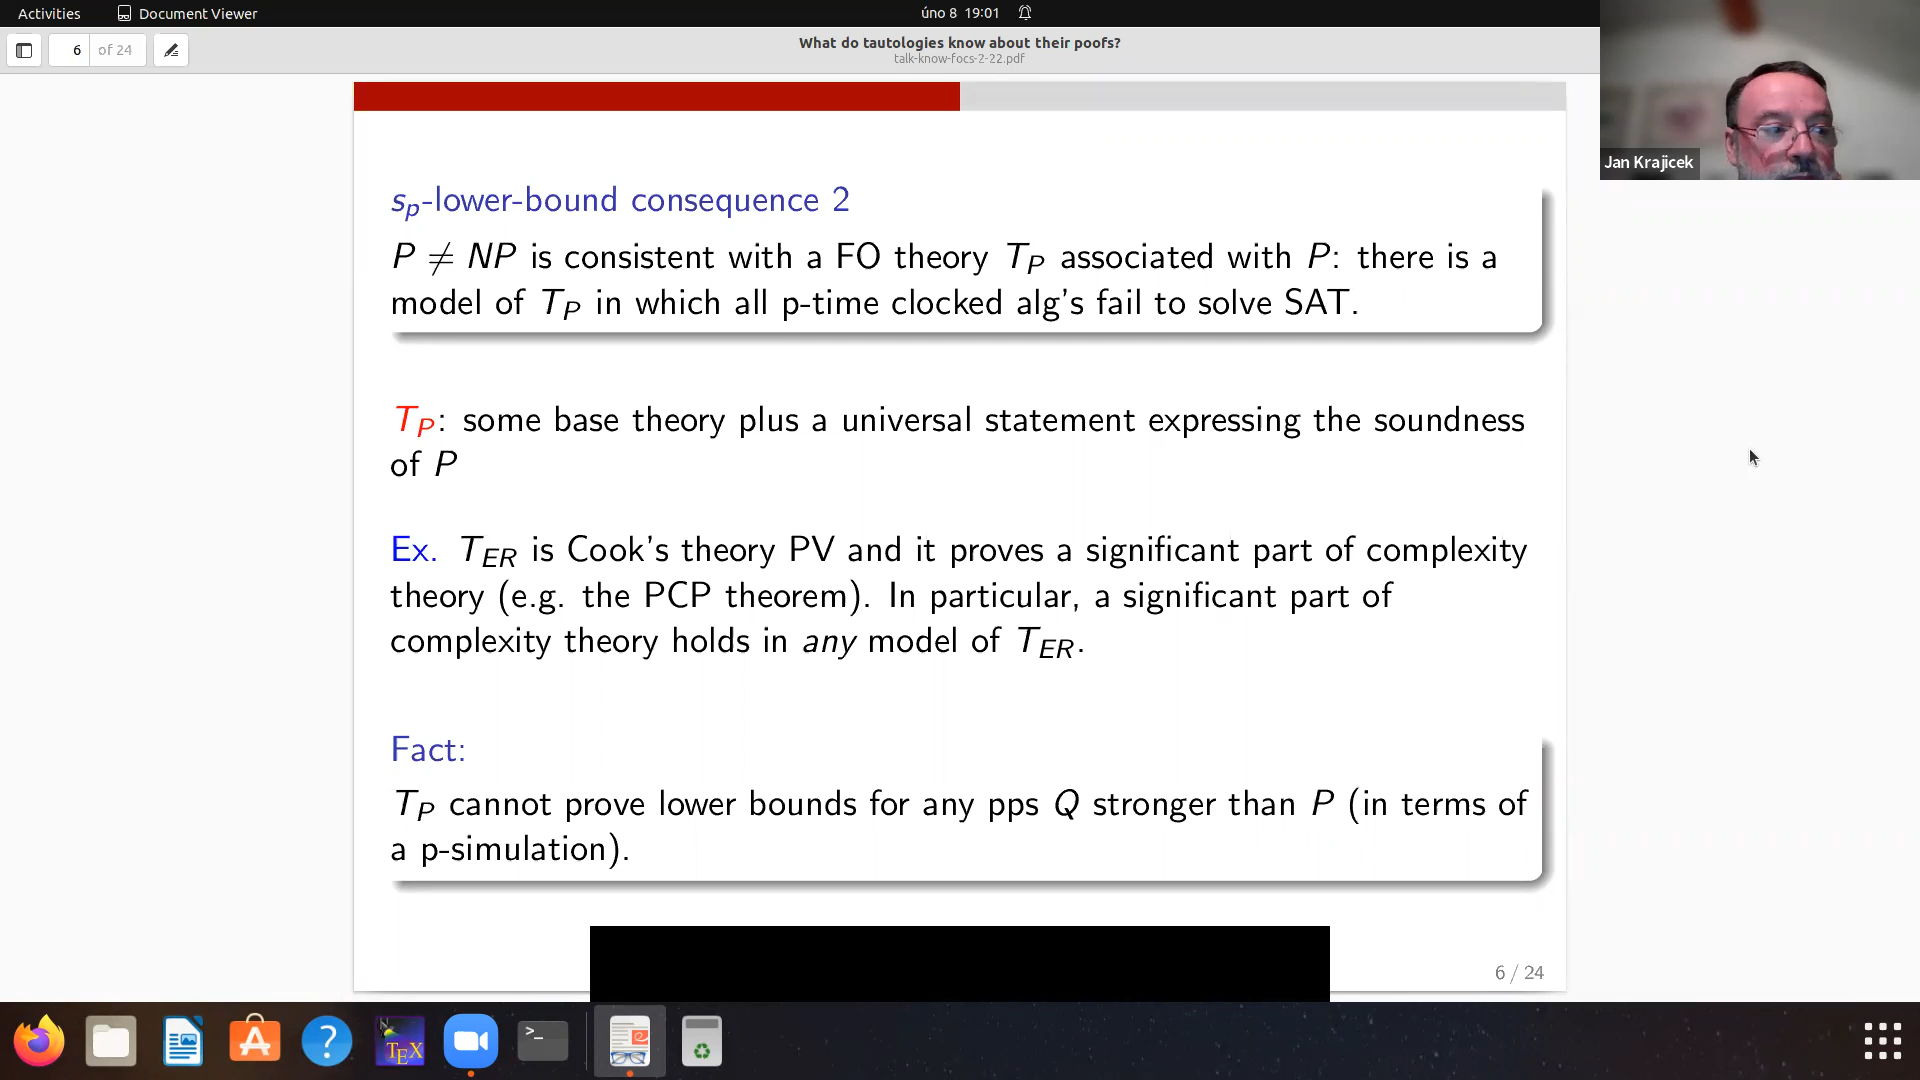 Activities
Document Viewer
úno 8 19:01
6 of 24
What do tautologies know about their poofs?
talk-know-focs-2-22.pdf
Jan Krajicek
s_p-lower-bound consequence 2
P ≠ NP is consistent with a FO theory T_P associated with P: there is a
model of T_P in which all p-time clocked alg's fail to solve SAT.
T_P: some base theory plus a universal statement expressing the soundness
of P
Ex. T_ER is Cook's theory PV and it proves a significant part of complexity
theory (e.g. the PCP theorem). In particular, a significant part of
complexity theory holds in any model of T_ER.
Fact:
T_P cannot prove lower bounds for any pps Q stronger than P (in terms of
a p-simulation).
6 / 24
TEX